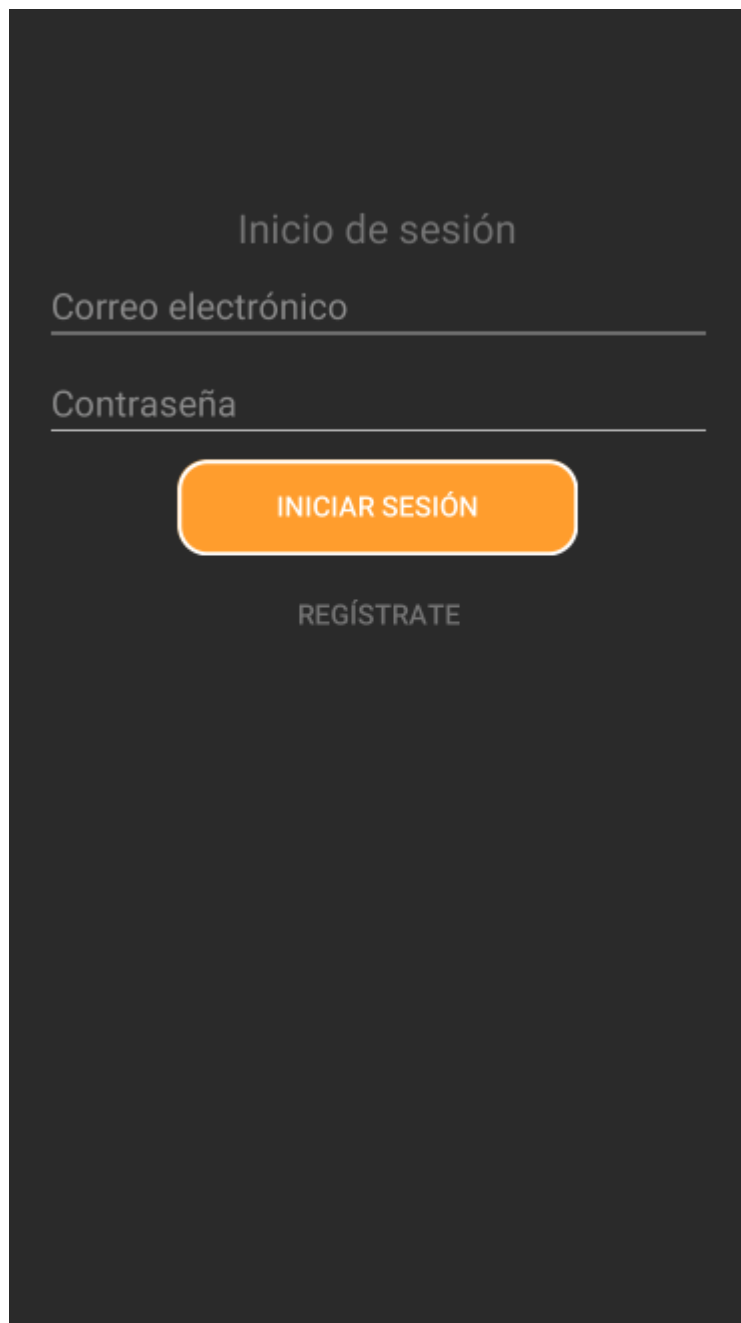 Inicio de sesión
Correo electrónico
Contraseña
INICIAR SESIÓN
REGÍSTRATE